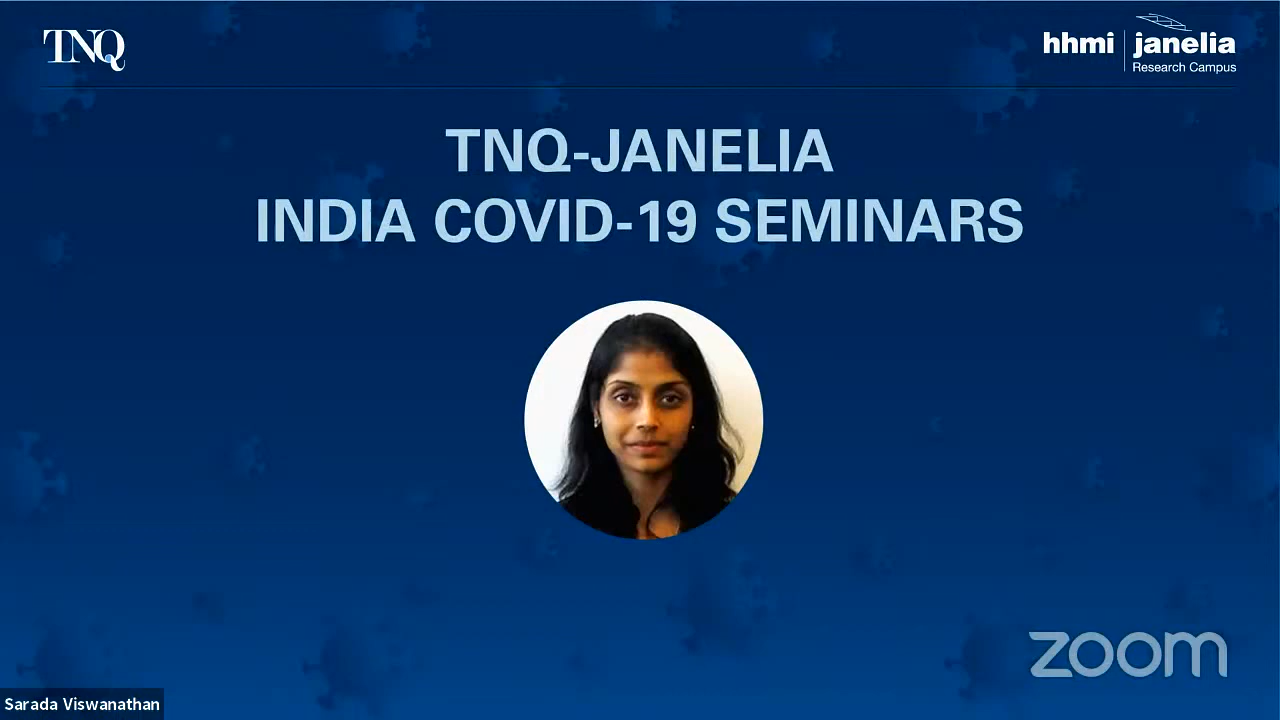 TNQ
hhmi | janelia
Research Campus
TNQ-JANELIA
INDIA COVID-19 SEMINARS
zoom
Sarada Viswanathan